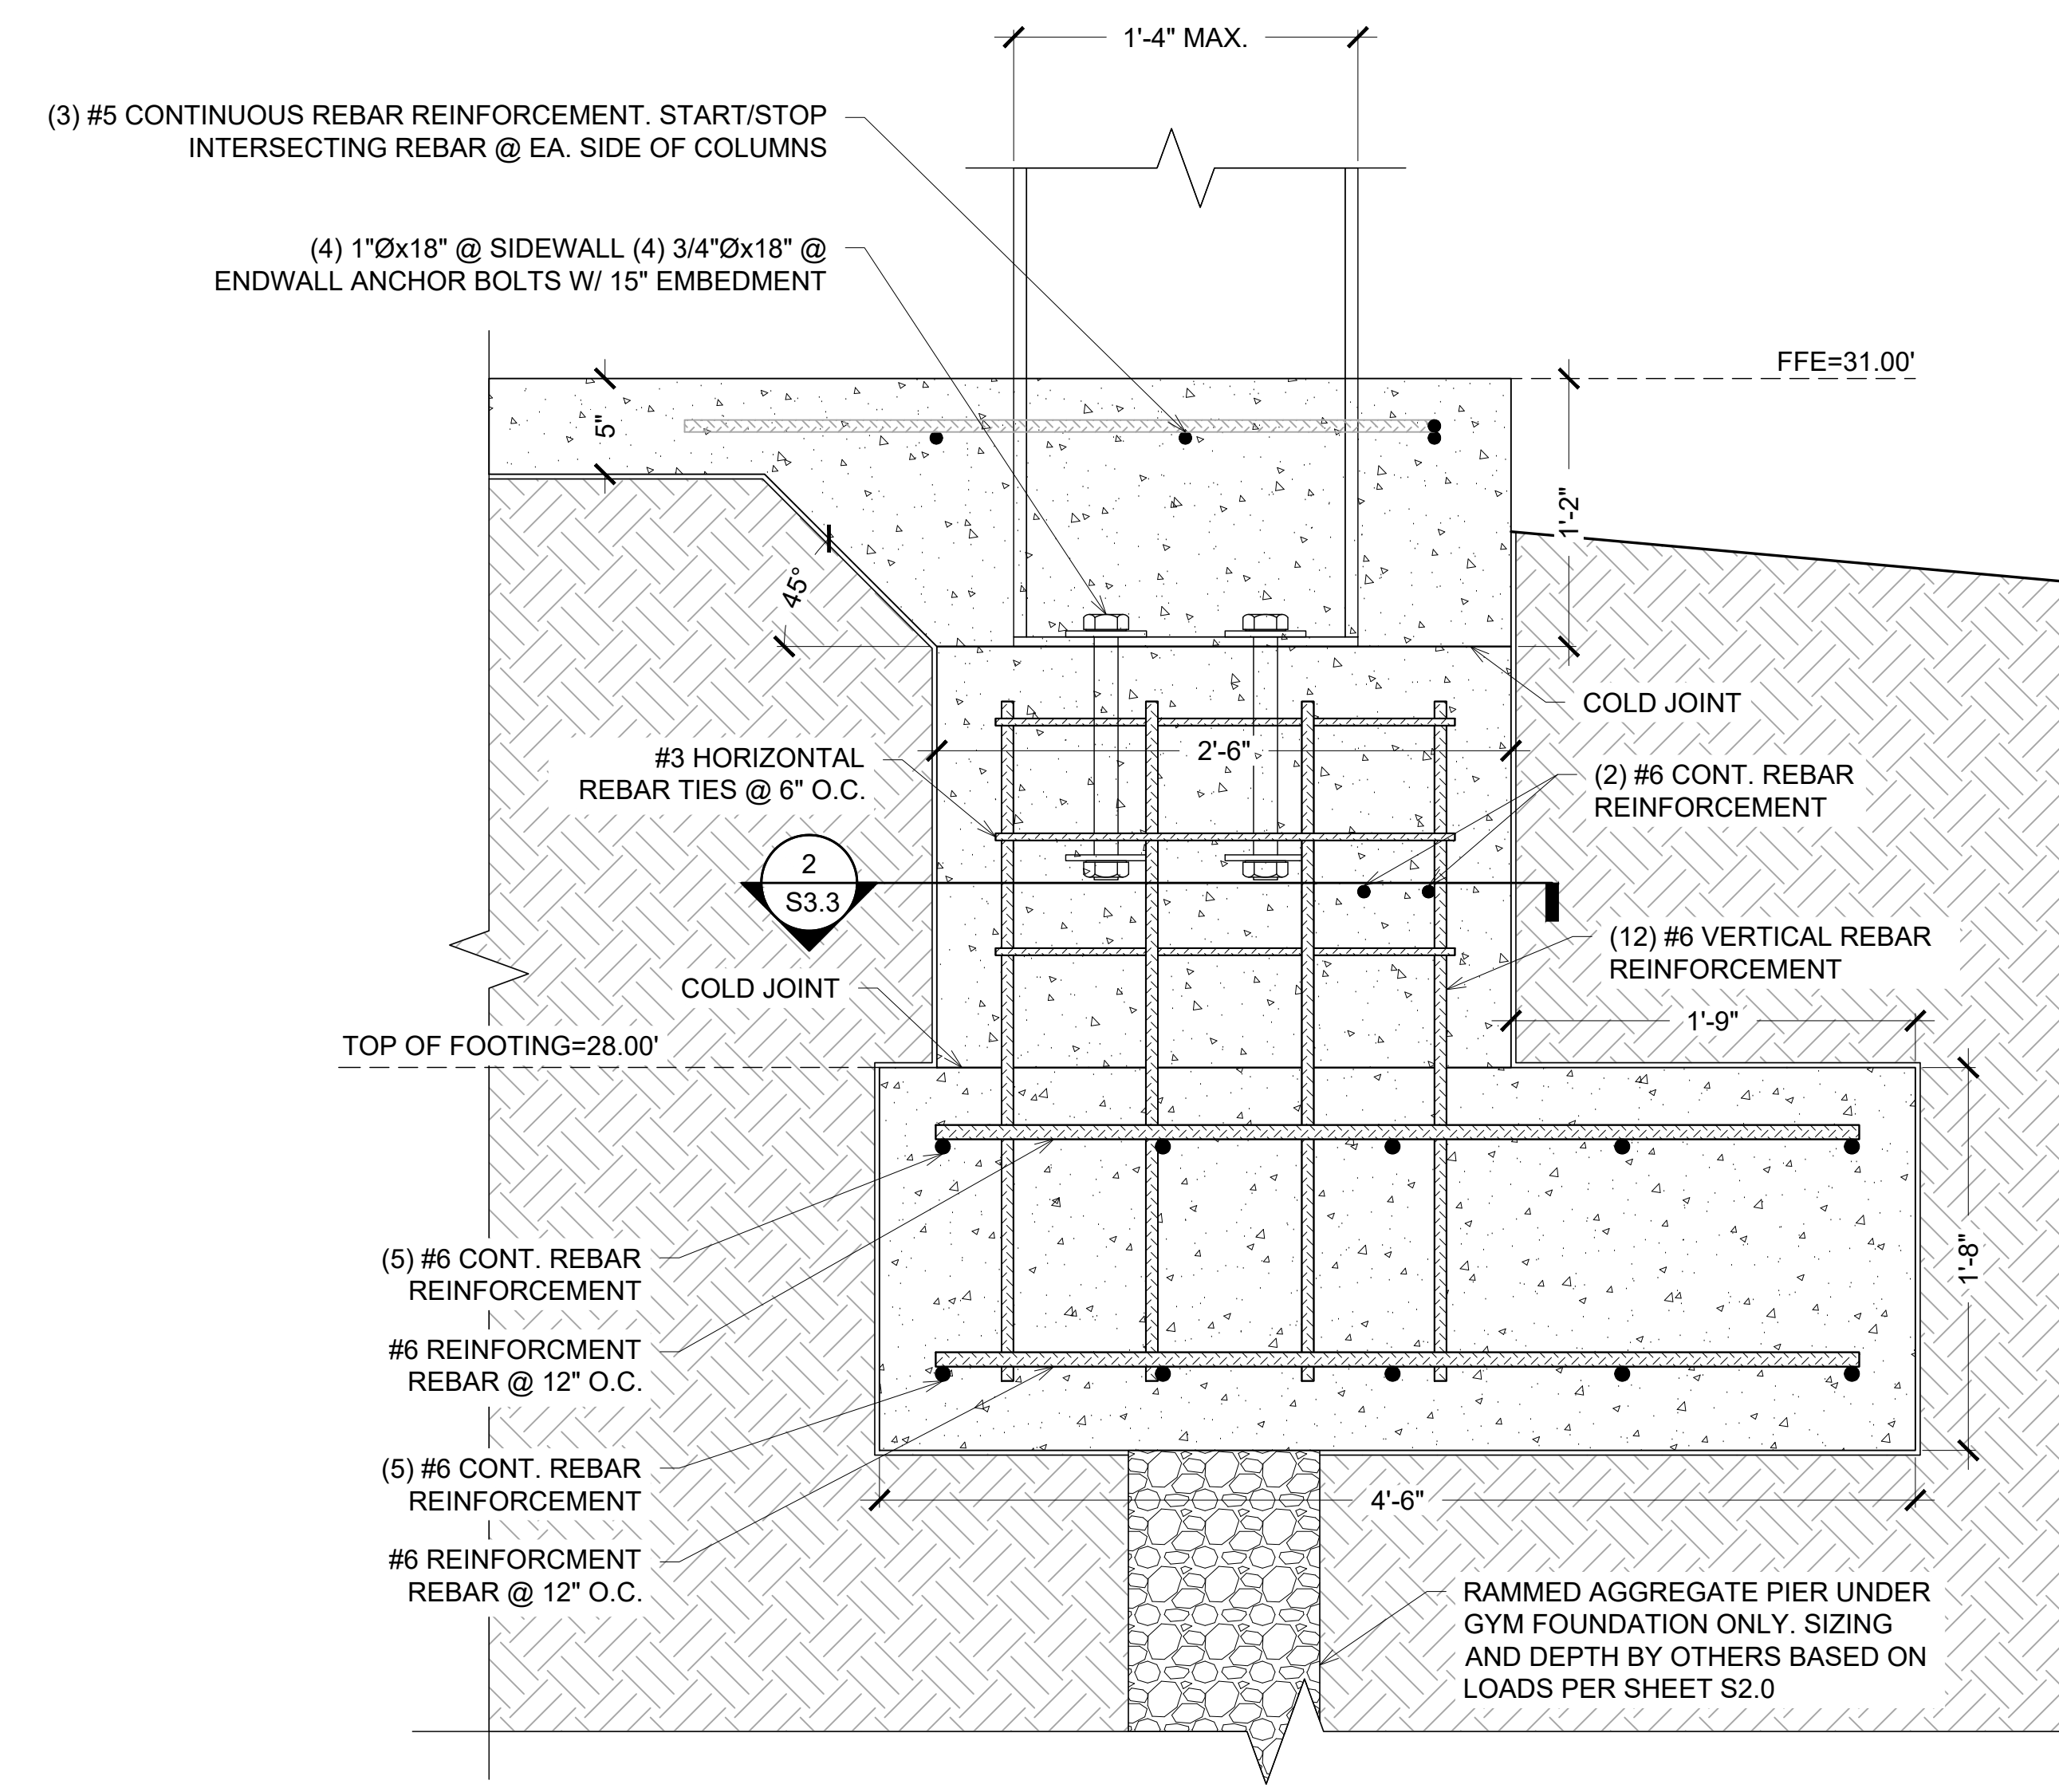 1'-4" MAX.
(3) #5 CONTINUOUS REBAR REINFORCEMENT. START/STOP
INTERSECTING REBAR @ EA. SIDE OF COLUMNS
(4) 1"Øx18" @ SIDEWALL (4) 3/4"Øx18" @
ENDWALL ANCHOR BOLTS W/ 15" EMBEDMENT
FFE=31.00'
5"
1'-2"
45°
COLD JOINT
#3 HORIZONTAL
REBAR TIES @ 6" O.C.
2'-6"
(2) #6 CONT. REBAR
REINFORCEMENT
2
S3.3
(12) #6 VERTICAL REBAR
REINFORCEMENT
COLD JOINT
1'-9"
TOP OF FOOTING=28.00'
(5) #6 CONT. REBAR
REINFORCEMENT
1'-8"
#6 REINFORCMENT
REBAR @ 12" O.C.
(5) #6 CONT. REBAR
REINFORCEMENT
4'-6"
#6 REINFORCMENT
REBAR @ 12" O.C.
RAMMED AGGREGATE PIER UNDER
GYM FOUNDATION ONLY. SIZING
AND DEPTH BY OTHERS BASED ON
LOADS PER SHEET S2.0